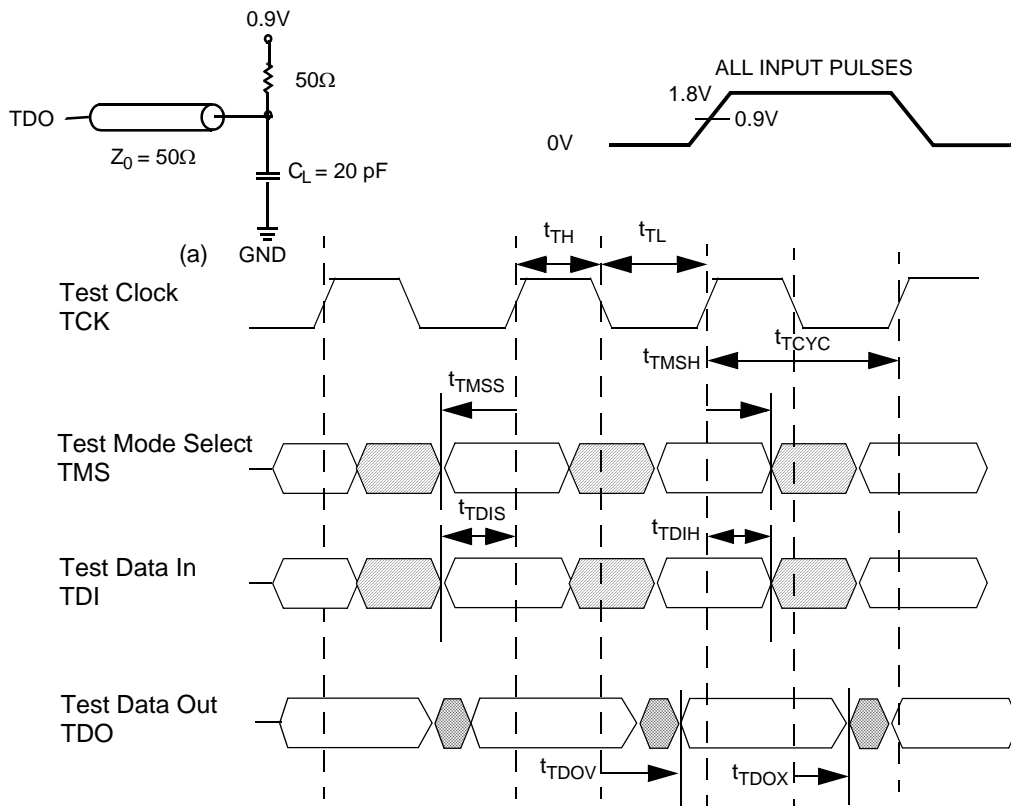 0.9V
50Ω
TDO
Z0 = 50Ω
CL = 20 pF
(a) GND
ALL INPUT PULSES
1.8V
0.9V
0V
tTH
tTL
Test Clock
TCK
tTCYC
tTMSH
tTMSS
Test Mode Select
TMS
tTDIS
tTDIH
Test Data In
TDI
Test Data Out
TDO
tTDOV
tTDOX